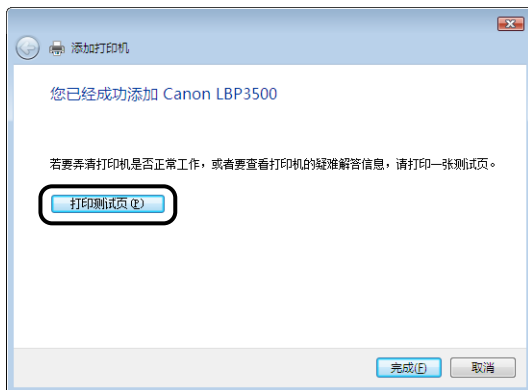 添加打印机
您已经成功添加 Canon LBP3500
若要弄清打印机是否正常工作，或者要查看打印机的疑难解答信息，请打印一张测试页。
打印测试页(P)
完成(F)
取消